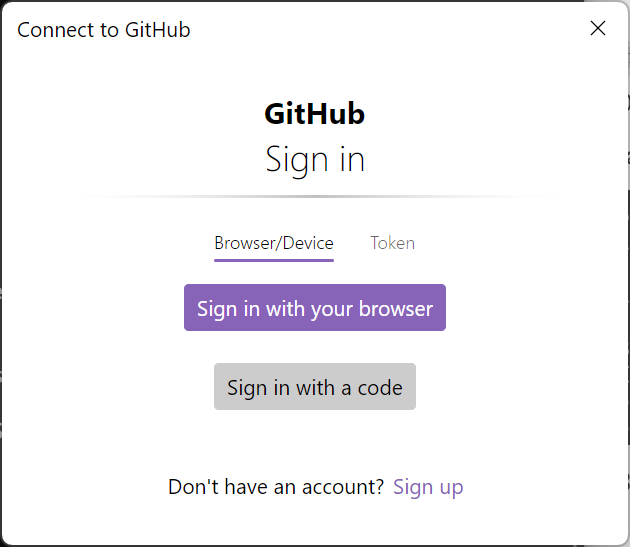 Connect to GitHub
GitHub
Sign in
Browser/Device Token
Sign in with your browser
Sign in with a code
Don't have an account? Sign up